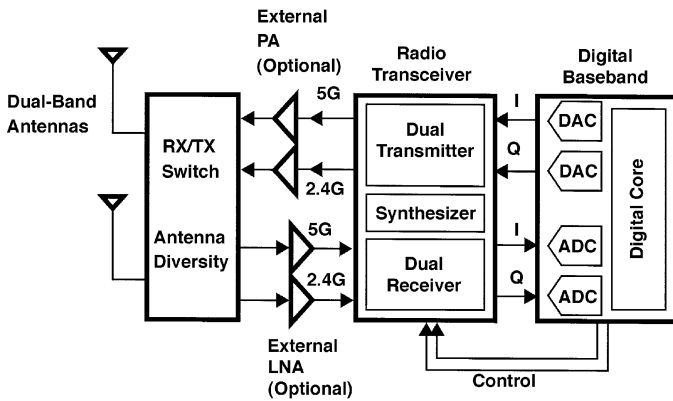 External
PA
(Optional)
Radio
Transceiver
Digital
Baseband
Dual-Band
Antennas
RX/TX
Switch
Antenna
Diversity
5G
2.4G
5G
2.4G
Dual
Transmitter
Synthesizer
Dual
Receiver
I
Q
I
Q
DAC
DAC
ADC
ADC
Digital Core
External
LNA
(Optional)
Control